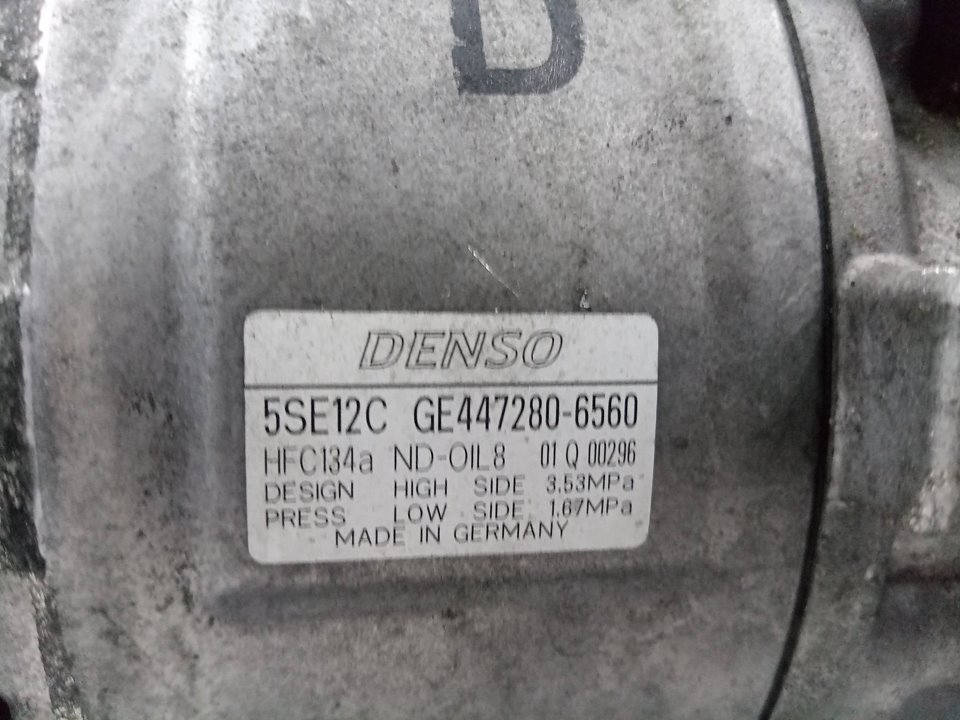 D
DENSO
5SE12C GE447280-6560
HFC134a ND-OIL8 01 Q 00296
DESIGN HIGH SIDE 3.53MPa
PRESS LOW SIDE 1.67MPa
MADE IN GERMANY